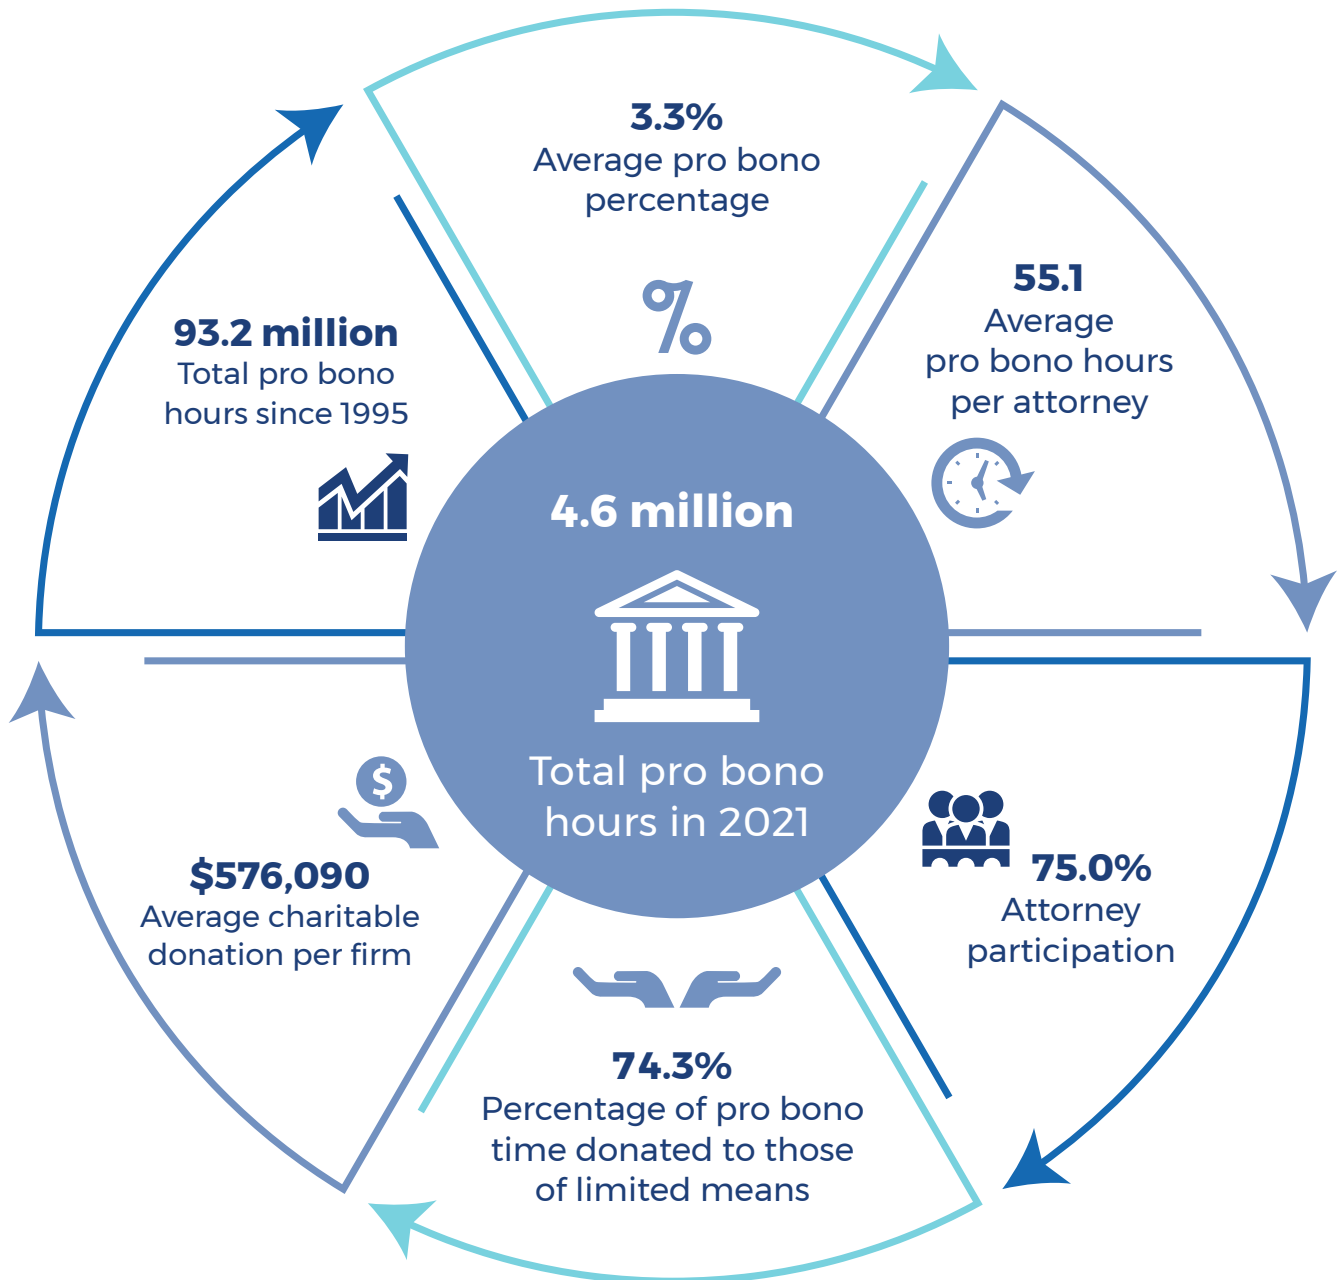 3.3%
Average pro bono
percentage
55.1
Average
pro bono hours
per attorney
75.0%
Attorney
participation
74.3%
Percentage of pro bono
time donated to those
of limited means
$576,090
Average charitable
donation per firm
93.2 million
Total pro bono
hours since 1995
4.6 million
Total pro bono
hours in 2021
%
$